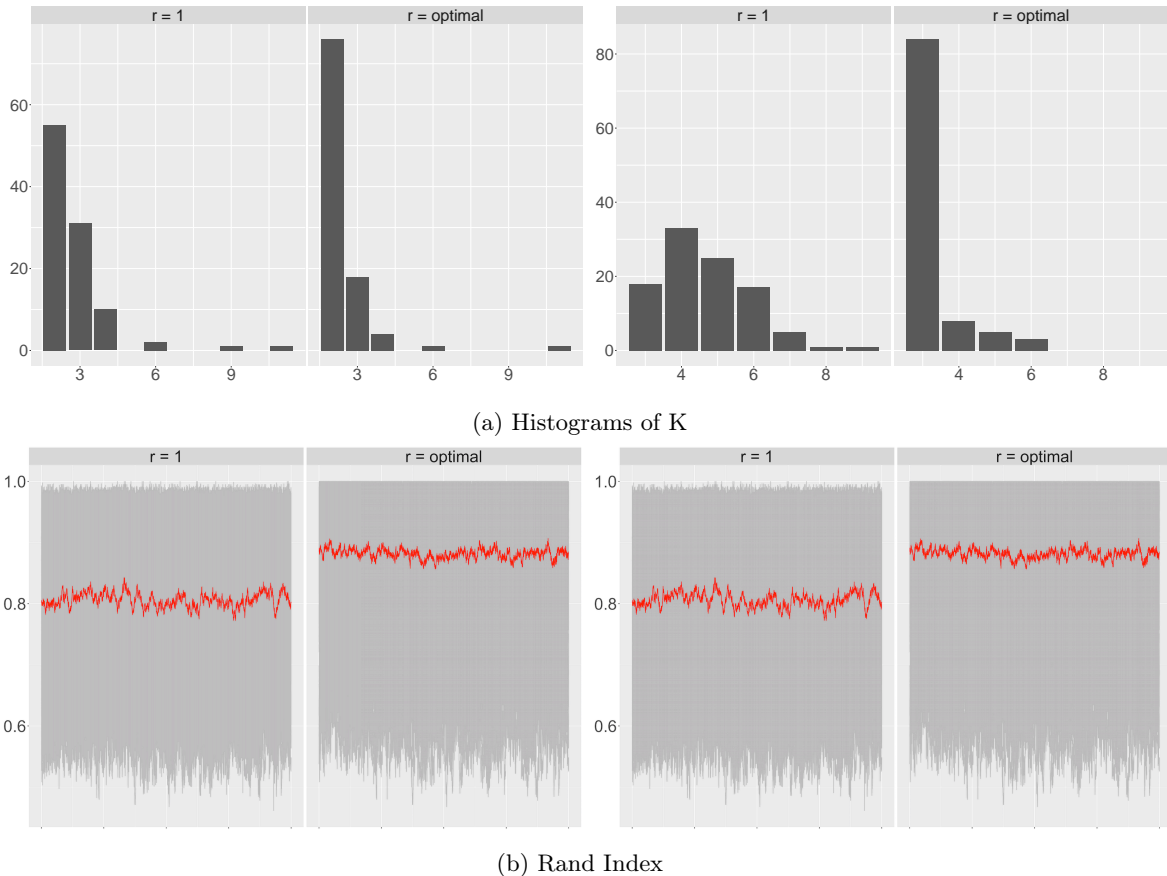 r = 1 r = optimal r = 1 r = optimal
80
60
60
40
40
20
20
0
0
3 6 9 3 6 9 4 6 8 4 6 8
(a) Histograms of K
r = 1 r = optimal r = 1 r = optimal
1.0 1.0
0.8 0.8
0.6 0.6
(b) Rand Index